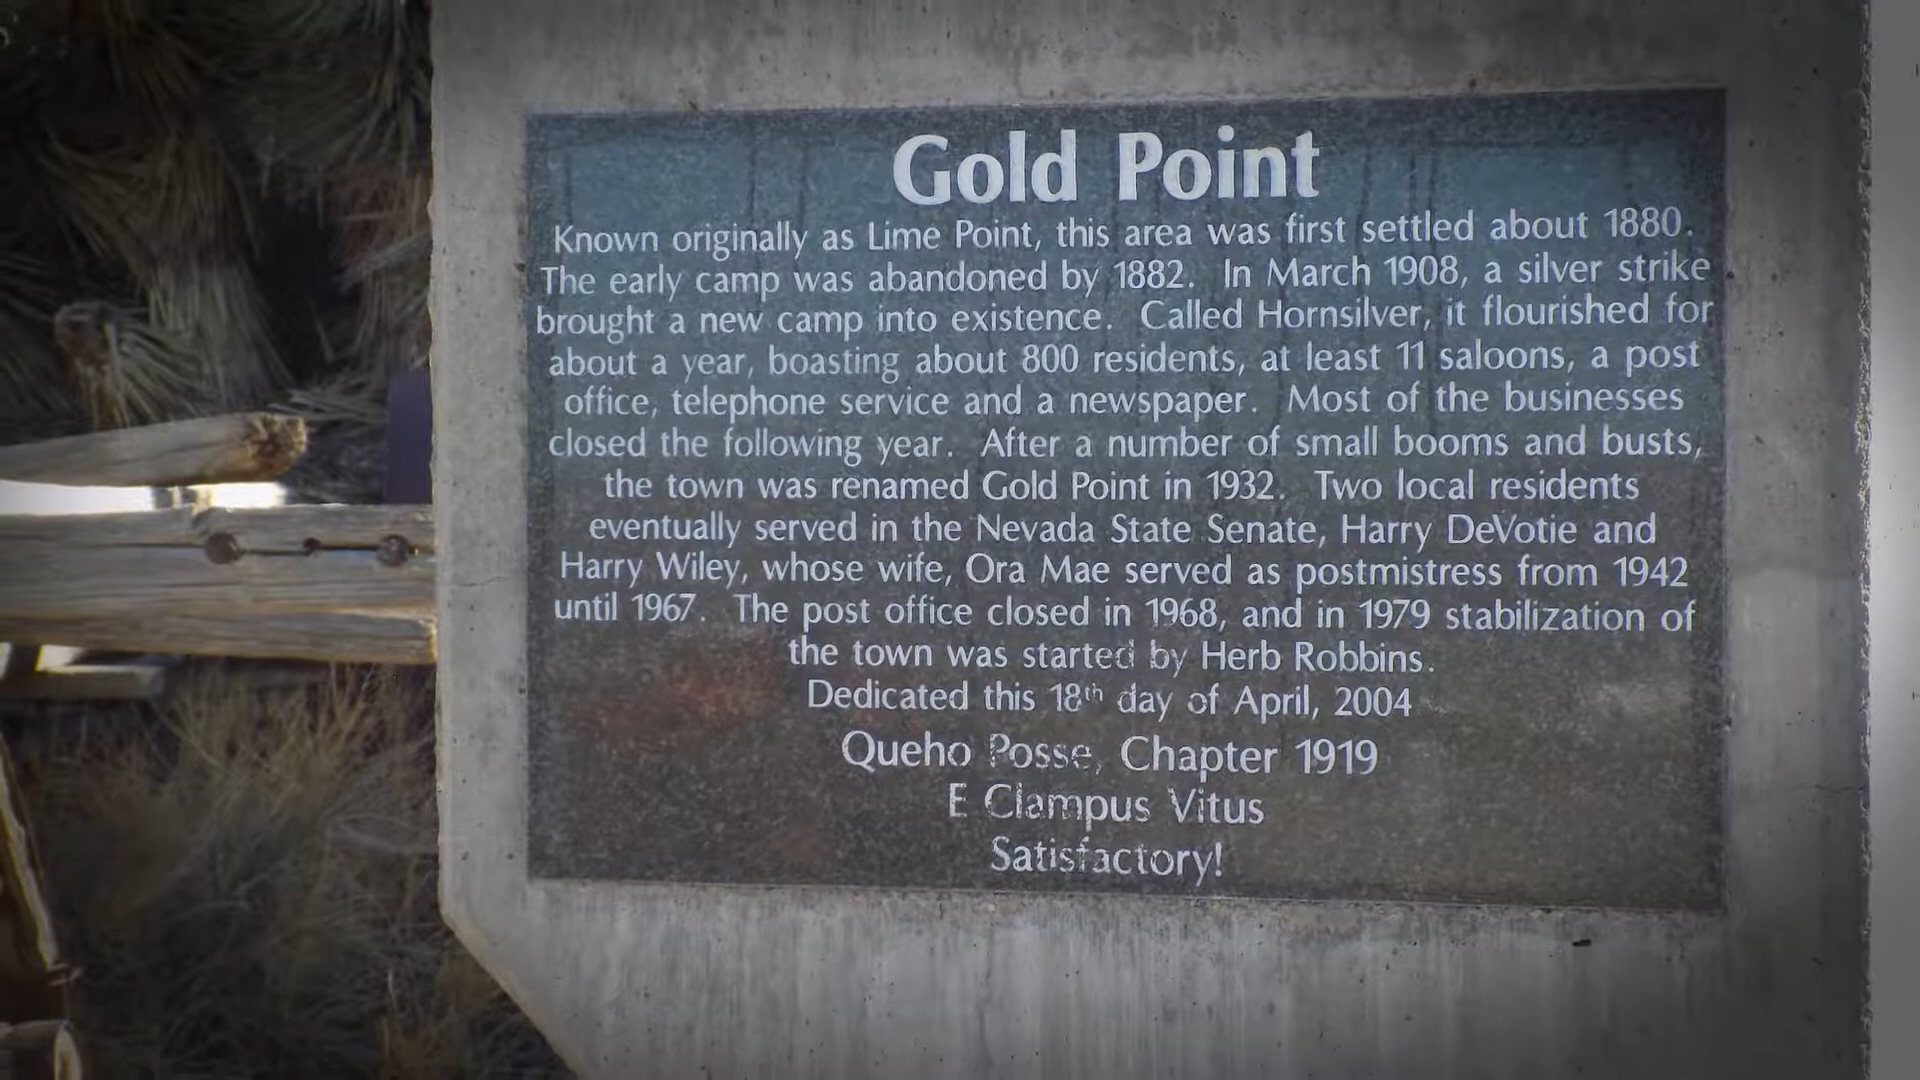 Gold Point
Known originally as Lime Point, this area was first settled about 1880.
The early camp was abandoned by 1882. In March 1908, a silver strike
brought a new camp into existence. Called Hornsilver, it flourished for
about a year, boasting about 800 residents, at least 11 saloons, a post
office, telephone service and a newspaper. Most of the businesses
closed the following year. After a number of small booms and busts,
the town was renamed Gold Point in 1932. Two local residents
eventually served in the Nevada State Senate, Harry DeVotie and
Harry Wiley, whose wife, Ora Mae served as postmistress from 1942
until 1967. The post office closed in 1968, and in 1979 stabilization of
the town was started by Herb Robbins.
Dedicated this 18th day of April, 2004
Queho Posse, Chapter 1919
E Clampus Vitus
Satisfactory!